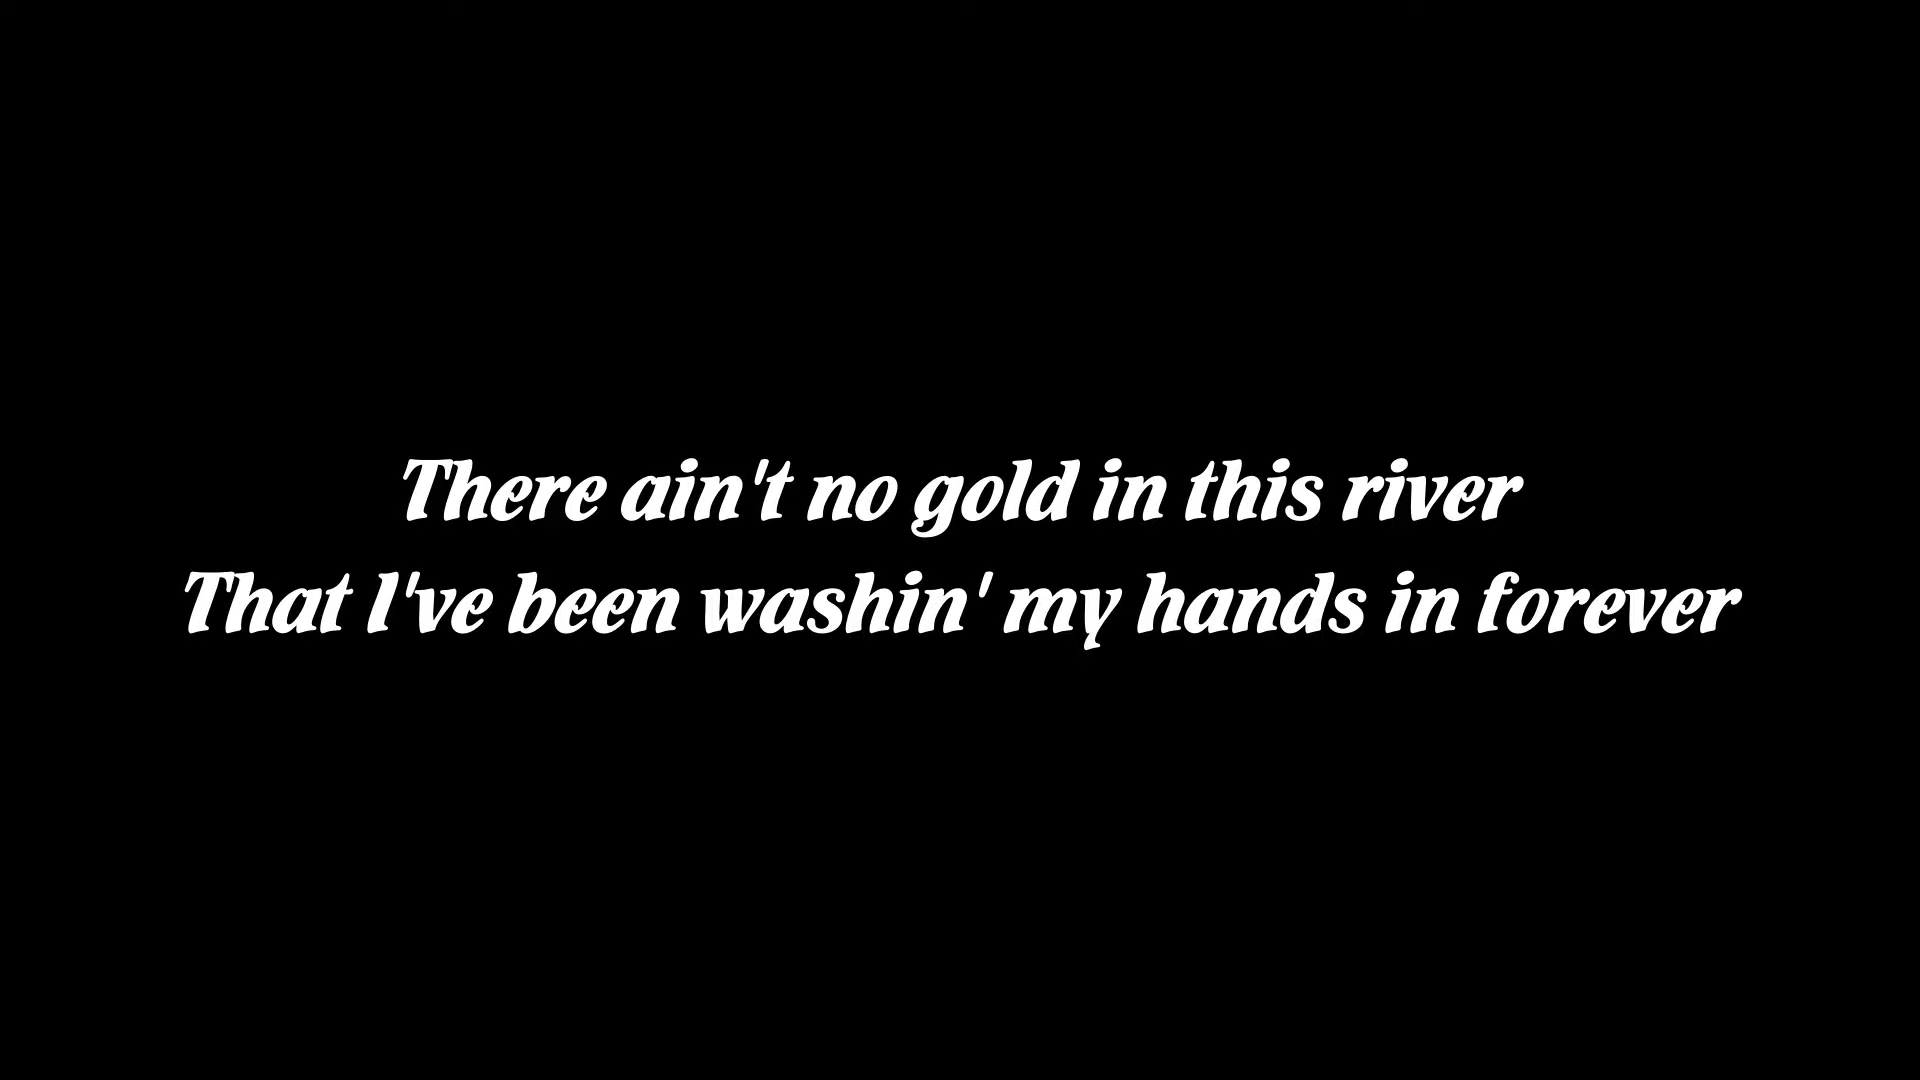 There ain't no gold in this river
That I've been washin' my hands in forever